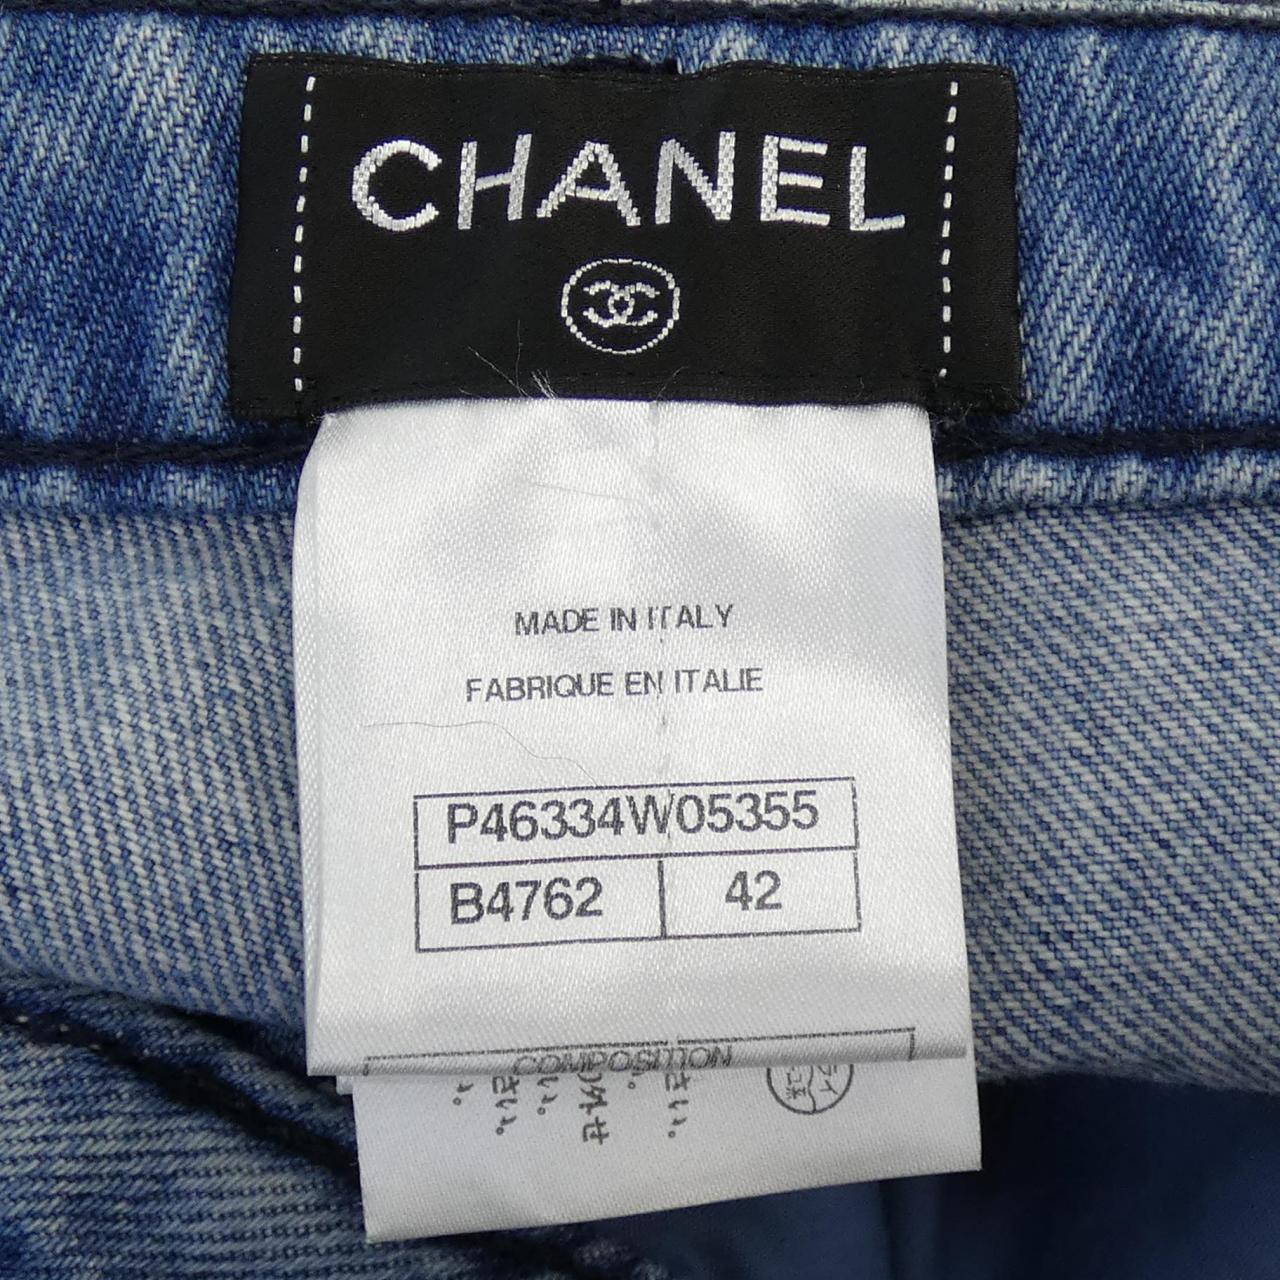 CHANEL
MADE IN ITALY
FABRIQUE EN ITALIE
P46334W05355
B4762
42
COMPOSITION